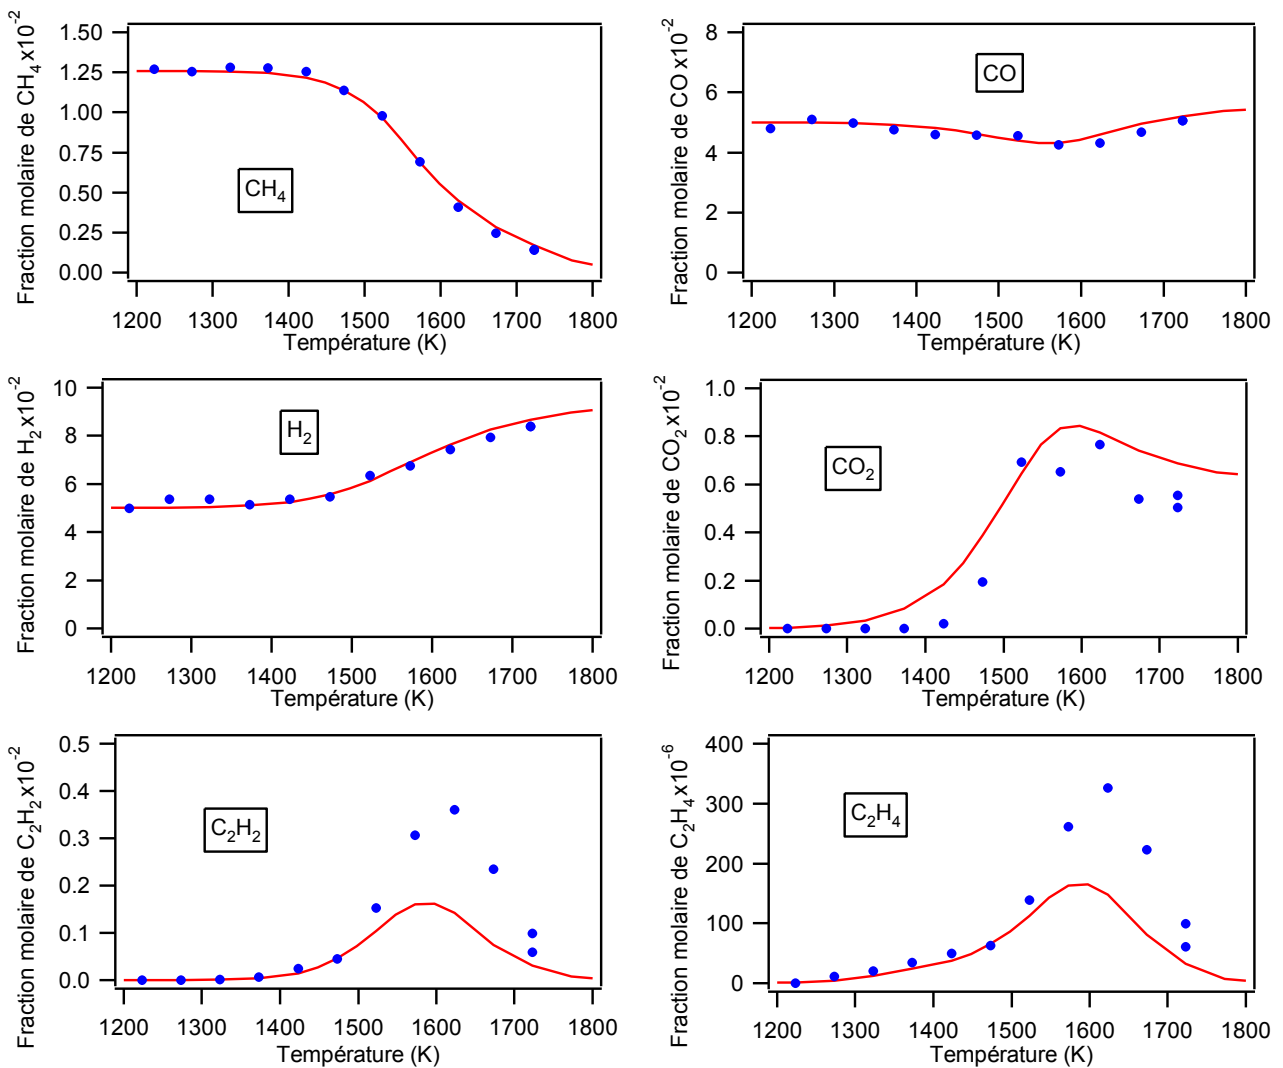 Fraction molaire de CH4 x10-2
1.50
1.25
1.00
0.75
0.50
0.25
0.00
CH4
1200 1300 1400 1500 1600 1700 1800
Température (K)
Fraction molaire de CO x10-2
8
6
4
2
0
CO
1200 1300 1400 1500 1600 1700 1800
Température (K)
Fraction molaire de H2 x10-2
10
8
6
4
2
0
H2
1200 1300 1400 1500 1600 1700 1800
Température (K)
Fraction molaire de CO2 x10-2
1.0
0.8
0.6
0.4
0.2
0.0
CO2
1200 1300 1400 1500 1600 1700 1800
Température (K)
Fraction molaire de C2H2 x10-2
0.5
0.4
0.3
0.2
0.1
0.0
C2H2
1200 1300 1400 1500 1600 1700 1800
Température (K)
Fraction molaire de C2H4 x10-6
400
300
200
100
0
C2H4
1200 1300 1400 1500 1600 1700 1800
Température (K)